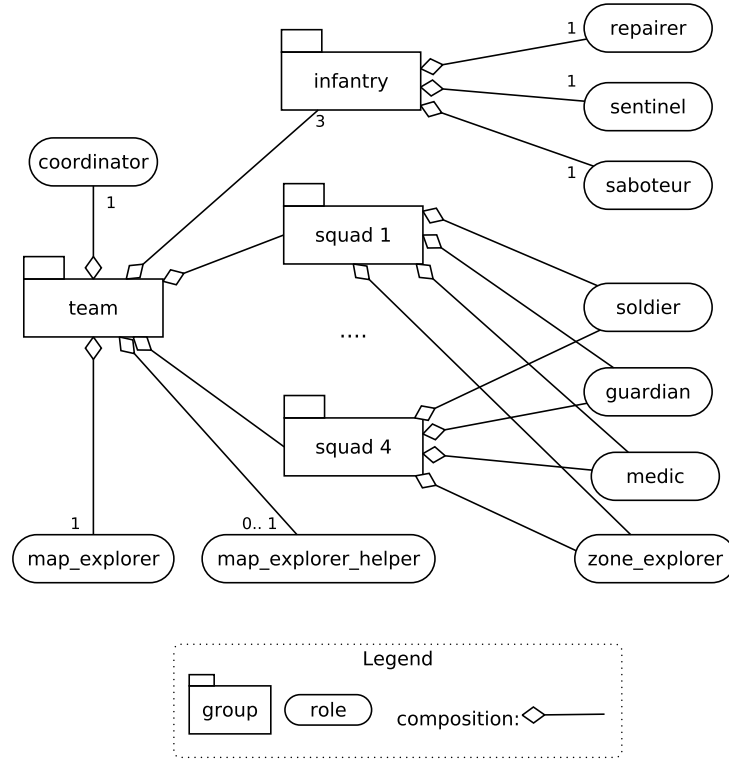 1
repairer
infantry
1
sentinel
3
coordinator
1
saboteur
1
squad 1
team
soldier
....
guardian
squad 4
medic
1
0.. 1
map_explorer
map_explorer_helper
zone_explorer
Legend
group
role
composition: